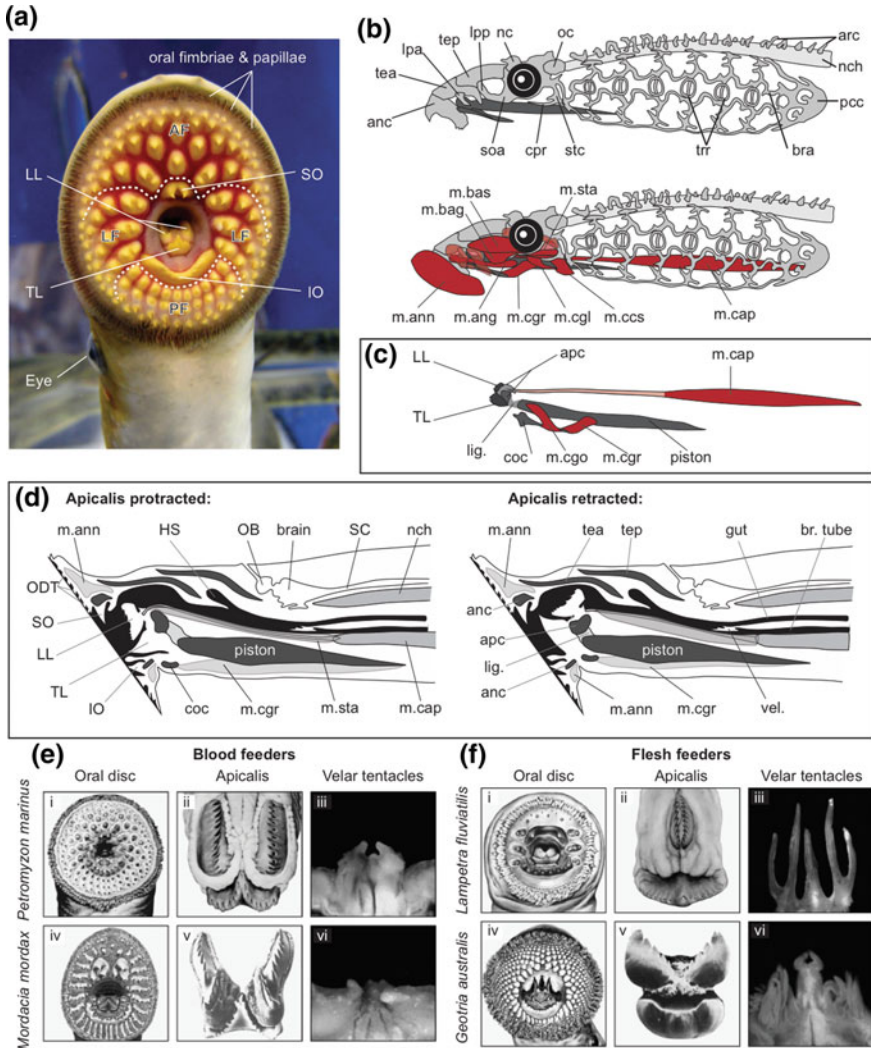 (a)
oral fimbriae & papillae
AF
LL
SO
LF
LF
TL
IO
PF
Eye
(b)
lpa
tep
lpp
nc
oc
arc
tea
nch
anc
pcc
soa
cpr
stc
trr
bra
m.bas
m.sta
m.bag
m.ann
m.ang
m.cgr
m.cgl
m.ccs
m.cap
(c)
LL
apc
m.cap
TL
lig.
coc
m.cgo
m.cgr
piston
(d)
Apicalis protracted:
m.ann
HS
OB
brain
SC
nch
ODT
SO
LL
piston
TL
IO
coc
m.cgr
m.sta
m.cap
Apicalis retracted:
m.ann
tea
tep
gut
br. tube
anc
apc
piston
lig.
anc
m.ann
m.cgr
vel.
(e)
Blood feeders
Oral disc
Apicalis
Velar tentacles
Petromyzon marinus
i
ii
iii
Mordacia mordax
iv
v
vi
(f)
Flesh feeders
Oral disc
Apicalis
Velar tentacles
Lampetra fluviatilis
i
ii
iii
Geotria australis
iv
v
vi